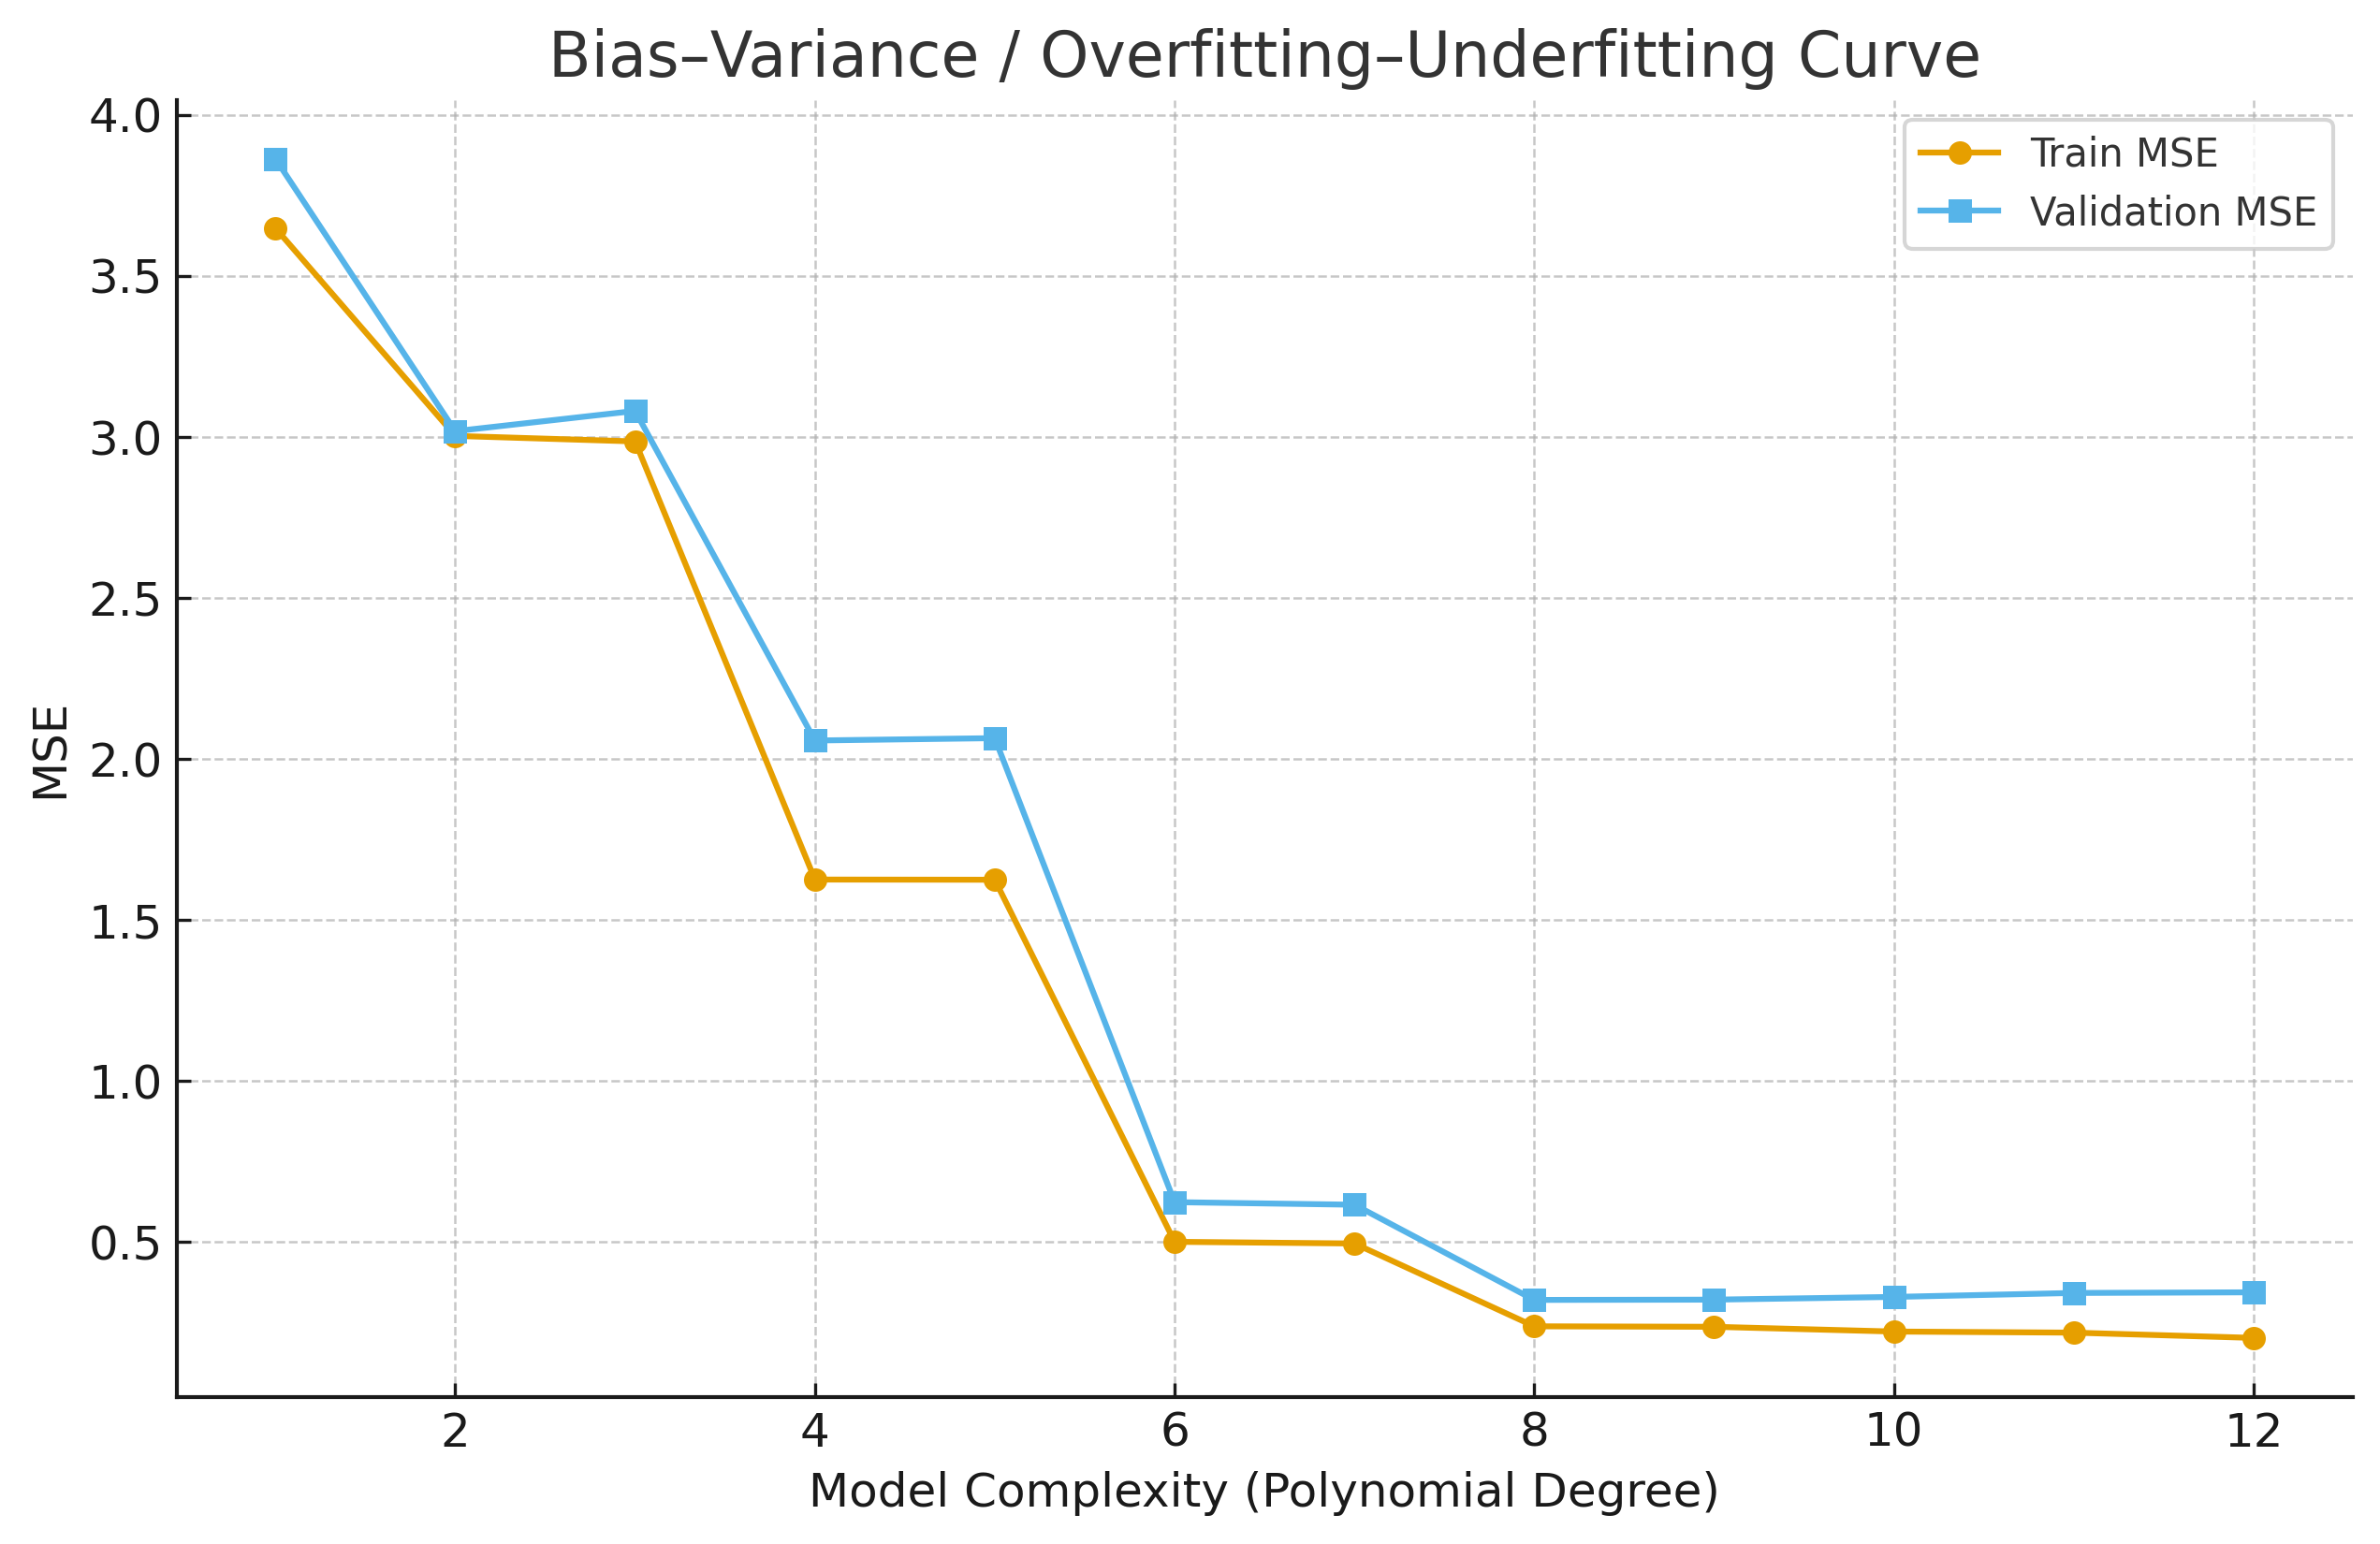 Bias–Variance / Overfitting–Underfitting Curve
4.0
3.5
3.0
2.5
2.0
1.5
1.0
0.5
MSE
Train MSE
Validation MSE
2 4 6 8 10 12
Model Complexity (Polynomial Degree)